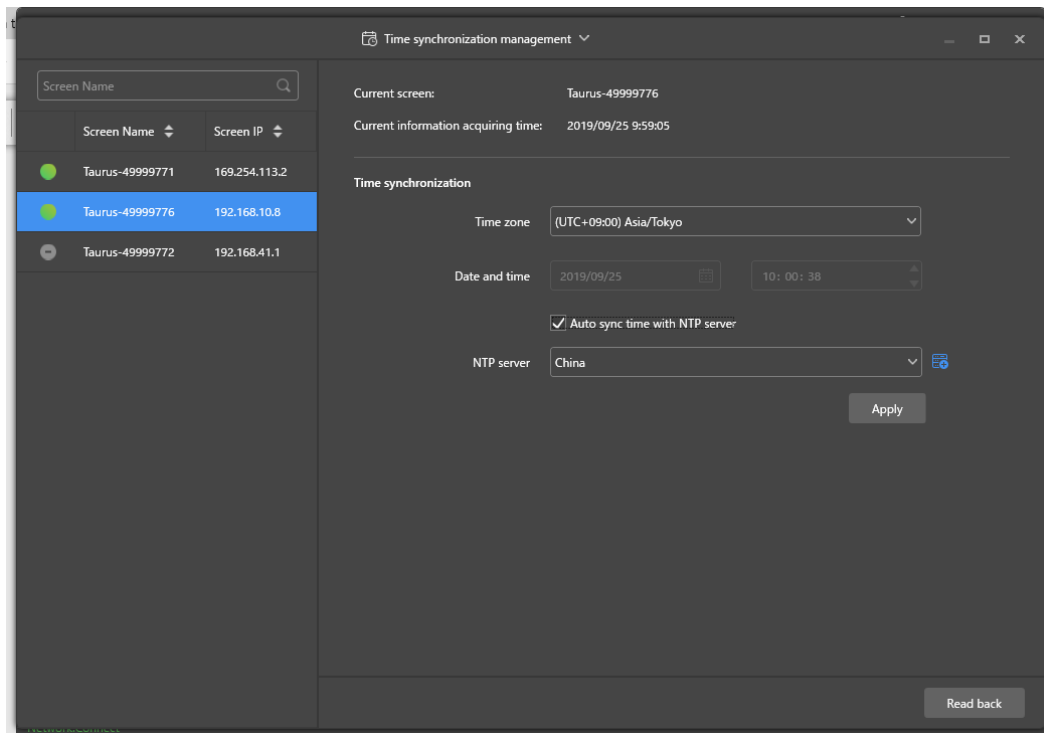 Time synchronization management
Screen Name
Screen Name Screen IP
Taurus-49999771 169.254.113.2
Taurus-49999776 192.168.10.8
Taurus-49999772 192.168.41.1
Current screen: Taurus-49999776
Current information acquiring time: 2019/09/25 9:59:05
Time synchronization
Time zone (UTC+09:00) Asia/Tokyo
Date and time 2019/09/25 10: 00: 38
Auto sync time with NTP server
NTP server China
Apply
Read back